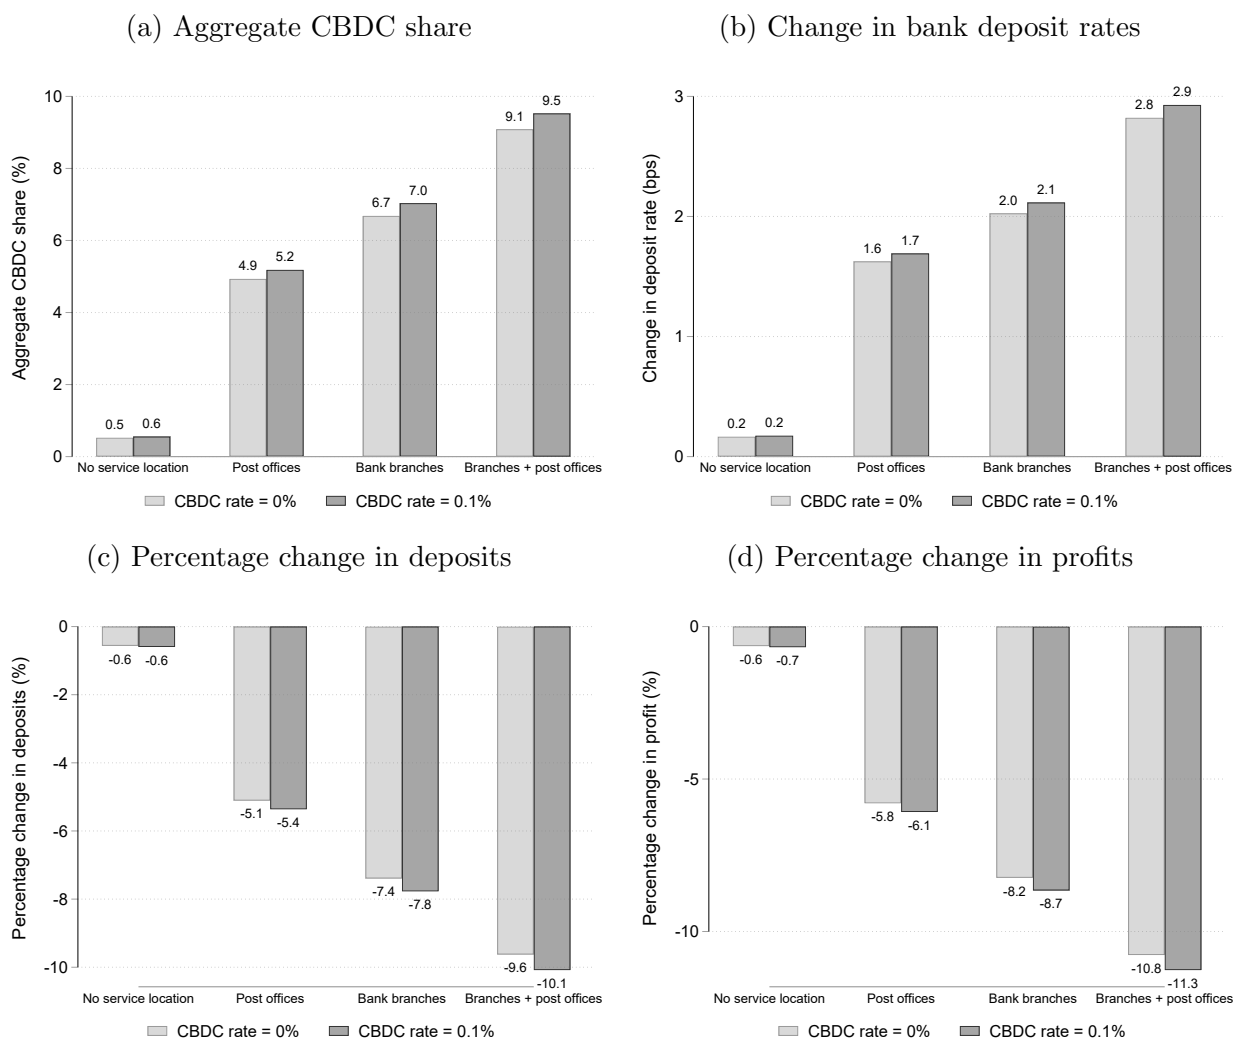 (a) Aggregate CBDC share
Aggregate CBDC share (%)
10
8
6
4
2
0
0.5 0.6
4.9 5.2
6.7 7.0
9.1 9.5
No service location Post offices Bank branches Branches + post offices
CBDC rate = 0% CBDC rate = 0.1%
(b) Change in bank deposit rates
Change in deposit rate (bps)
3
2
1
0
0.2 0.2
1.6 1.7
2.0 2.1
2.8 2.9
No service location Post offices Bank branches Branches + post offices
CBDC rate = 0% CBDC rate = 0.1%
(c) Percentage change in deposits
Percentage change in deposits (%)
0
-2
-4
-6
-8
-10
-0.6 -0.6
-5.1 -5.4
-7.4 -7.8
-9.6 -10.1
No service location Post offices Bank branches Branches + post offices
CBDC rate = 0% CBDC rate = 0.1%
(d) Percentage change in profits
Percentage change in profit (%)
0
-5
-10
-0.6 -0.7
-5.8 -6.1
-8.2 -8.7
-10.8 -11.3
No service location Post offices Bank branches Branches + post offices
CBDC rate = 0% CBDC rate = 0.1%